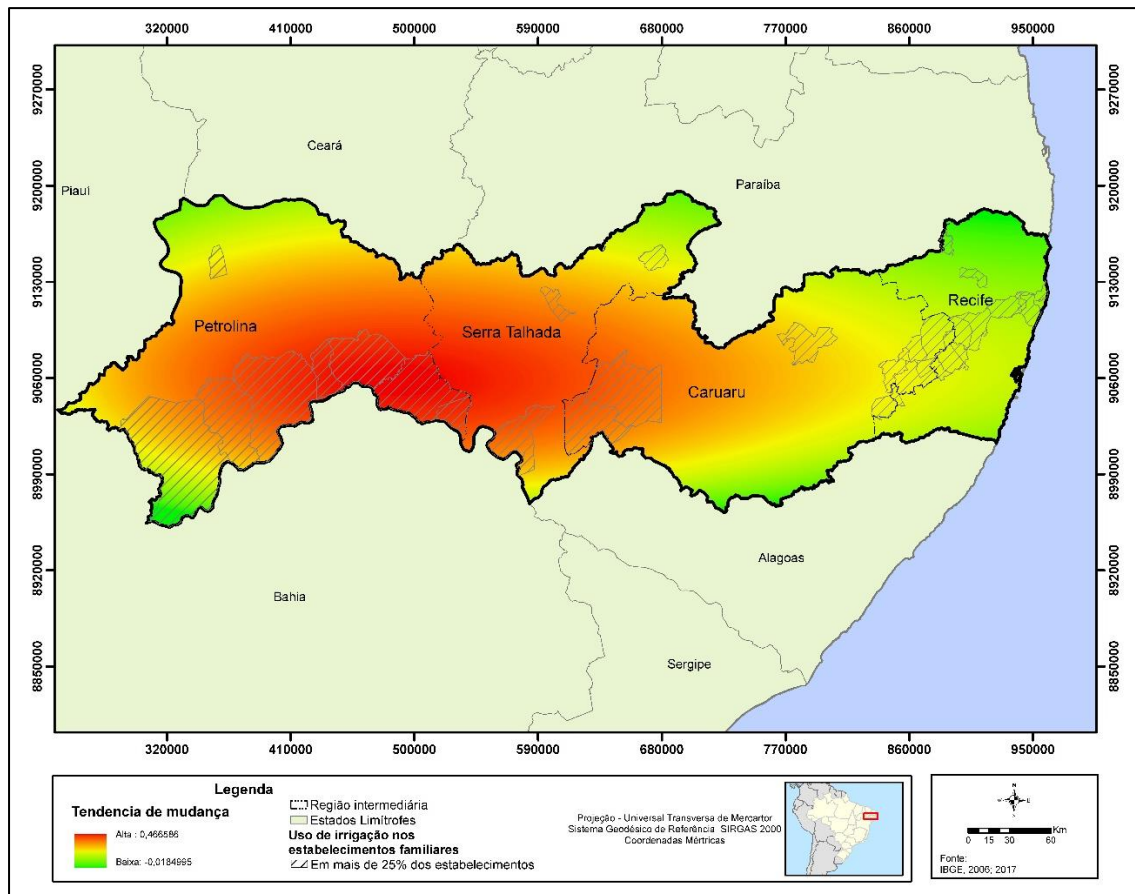 320000 410000 500000 590000 680000 770000 860000 950000
9270000 9270000
Ceará
Piauí
Paraíba
9200000 9200000
9130000 9130000
Recife
Petrolina
Serra Talhada
9060000 9060000
Caruaru
8990000 8990000
Alagoas
8920000 8920000
Bahia
8850000 8850000
Sergipe
320000 410000 500000 590000 680000 770000 860000 950000
Legenda
Tendencia de mudança
Alta : 0,466586
Baixa: -0,0184995
Região intermediária
Estados Limítrofes
Uso de irrigação nos
estabelecimentos familiares
Em mais de 25% dos estabelecimentos
Projeção - Universal Transversa de Mercartor
Sistema Geodésico de Referência SIRGAS 2000
Coordenadas Métricas
N
W E
S
Km
0 15 30 60
Fonte:
IBGE, 2006; 2017